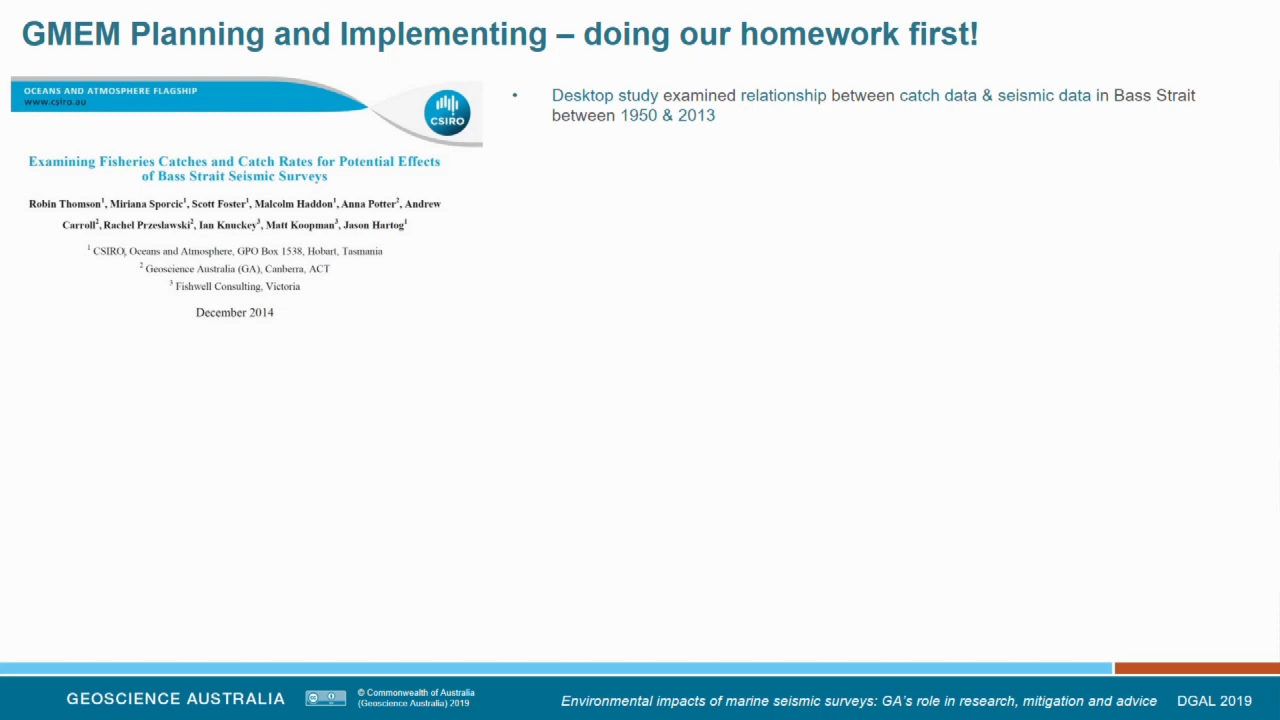 GMEM Planning and Implementing – doing our homework first!
OCEANS AND ATMOSPHERE FLAGSHIP
www.csiro.au
CSIRO
Examining Fisheries Catches and Catch Rates for Potential Effects
of Bass Strait Seismic Surveys
Robin Thomson1, Miriana Sporcic1, Scott Foster1, Malcolm Haddon1, Anna Potter2, Andrew
Carroll2, Rachel Przeslawski2, Ian Knuckey3, Matt Koopman3, Jason Hartog1
1 CSIRO, Oceans and Atmosphere, GPO Box 1538, Hobart, Tasmania
2 Geoscience Australia (GA), Canberra, ACT
3 Fishwell Consulting, Victoria
December 2014
• Desktop study examined relationship between catch data & seismic data in Bass Strait
between 1950 & 2013
GEOSCIENCE AUSTRALIA
© Commonwealth of Australia
(Geoscience Australia) 2019
Environmental impacts of marine seismic surveys: GA's role in research, mitigation and advice DGAL 2019